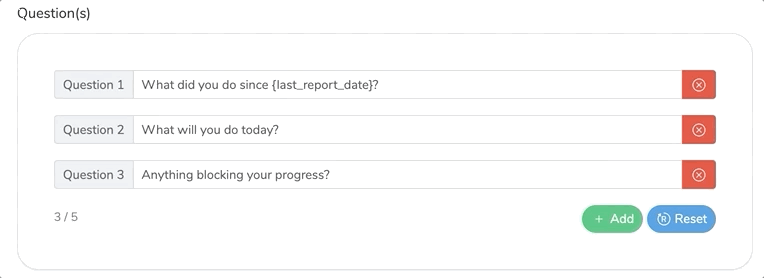 Question(s)
Question 1 What did you do since {last_report_date}?
Question 2 What will you do today?
Question 3 Anything blocking your progress?
3 / 5 + Add Reset